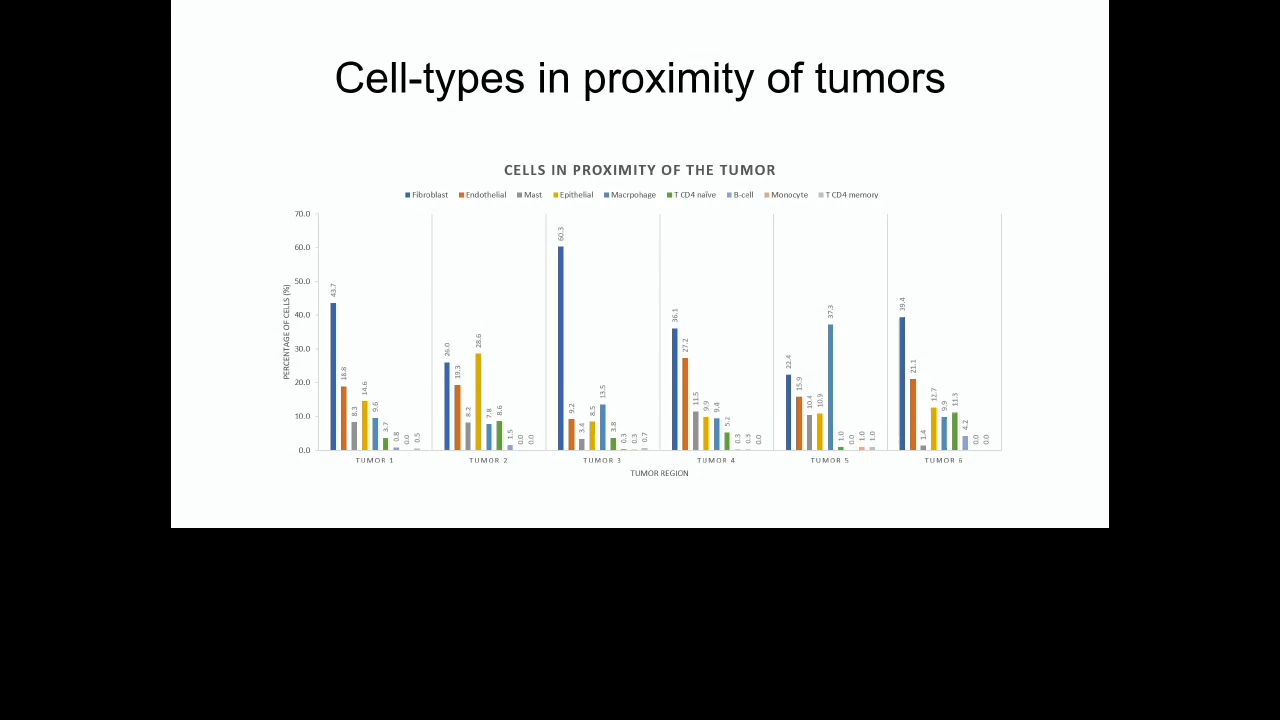 Cell-types in proximity of tumors
CELLS IN PROXIMITY OF THE TUMOR
Fibroblast Endothelial Mast Epithelial Macrpohage T CD4 naïve B-cell Monocyte T CD4 memory
PERCENTAGE OF CELLS (%)
70.0
60.0
50.0
40.0
30.0
20.0
10.0
0.0
43.7 18.8 8.3 14.6 9.6 3.7 0.8 0.0 0.5
26.0 19.3 8.2 28.6 7.8 8.6 1.5 0.0 0.0
60.3 9.2 3.4 8.5 13.5 3.8 0.3 0.3 0.7
36.1 27.2 11.5 9.9 9.4 5.2 0.3 0.3 0.0
22.4 15.9 10.4 10.9 37.3 1.0 0.0 1.0 1.0
39.4 21.1 1.4 12.7 9.9 11.3 4.2 0.0 0.0
TUMOR 1 TUMOR 2 TUMOR 3 TUMOR 4 TUMOR 5 TUMOR 6
TUMOR REGION